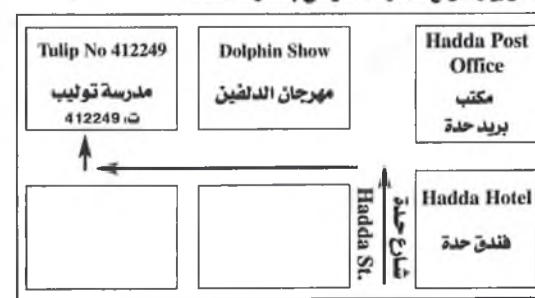 Tulip No 412249
مدرسة توليب
ت: 412249
Dolphin Show
مهرجان الدلفين
Hadda Post
Office
مكتب
بريد حدة
Hadda St.
شارع حدة
Hadda Hotel
فندق حدة